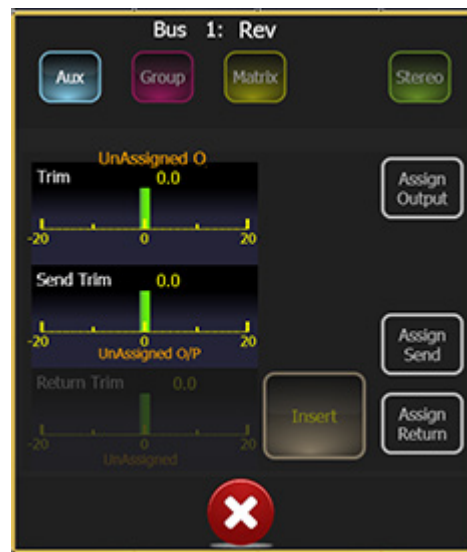 Bus 1: Rev
Aux Group Matrix Stereo
UnAssigned O
Trim 0.0
-20 0 20
Assign
Output
Send Trim 0.0
-20 0 20
UnAssigned O/P
Assign
Send
Return Trim 0.0
-20 0 20
UnAssigned
Insert
Assign
Return